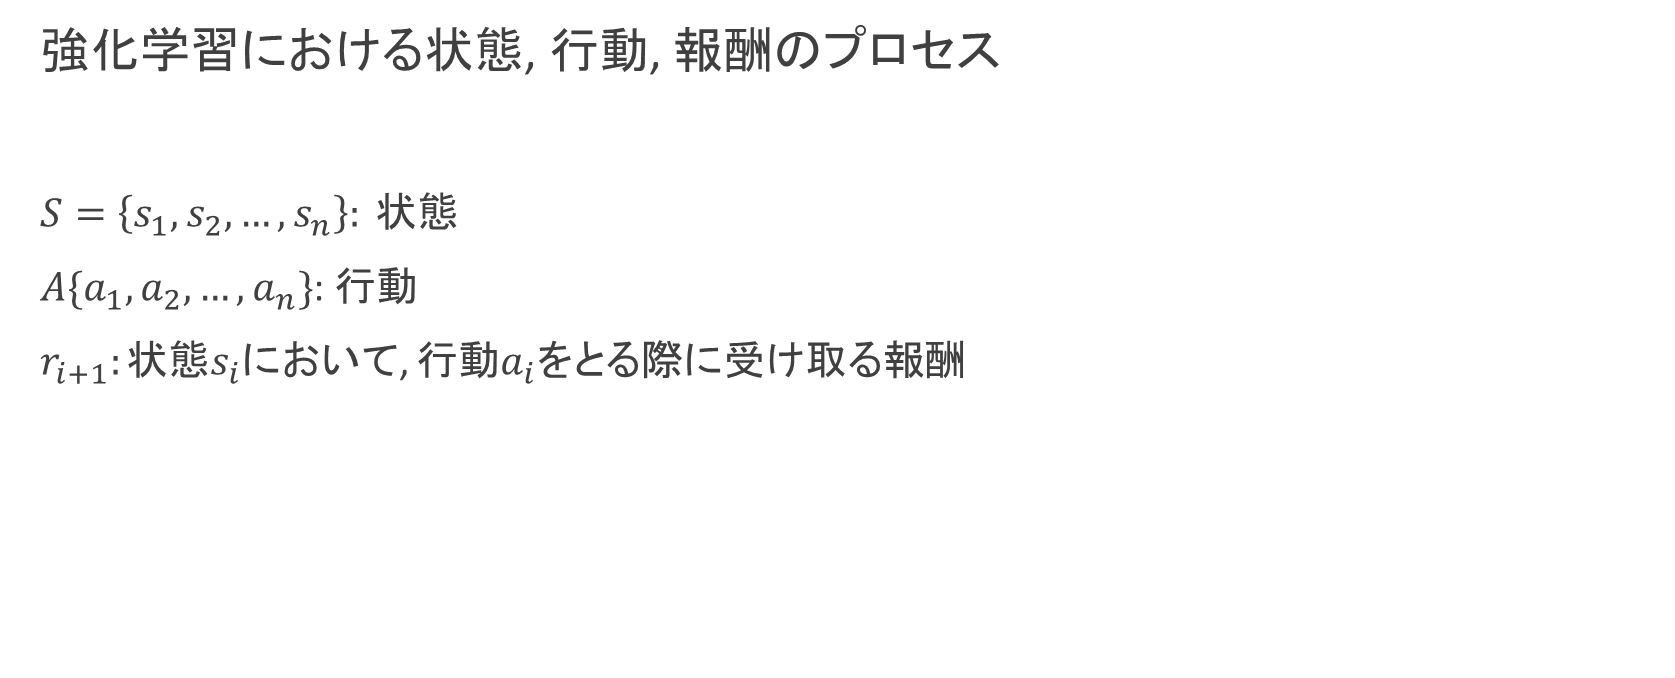 強化学習における状態, 行動, 報酬のプロセス
S = {s₁, s₂, …, sₙ}: 状態
A{a₁, a₂, …, aₙ}: 行動
rᵢ₊₁: 状態sᵢにおいて, 行動aᵢをとる際に受け取る報酬